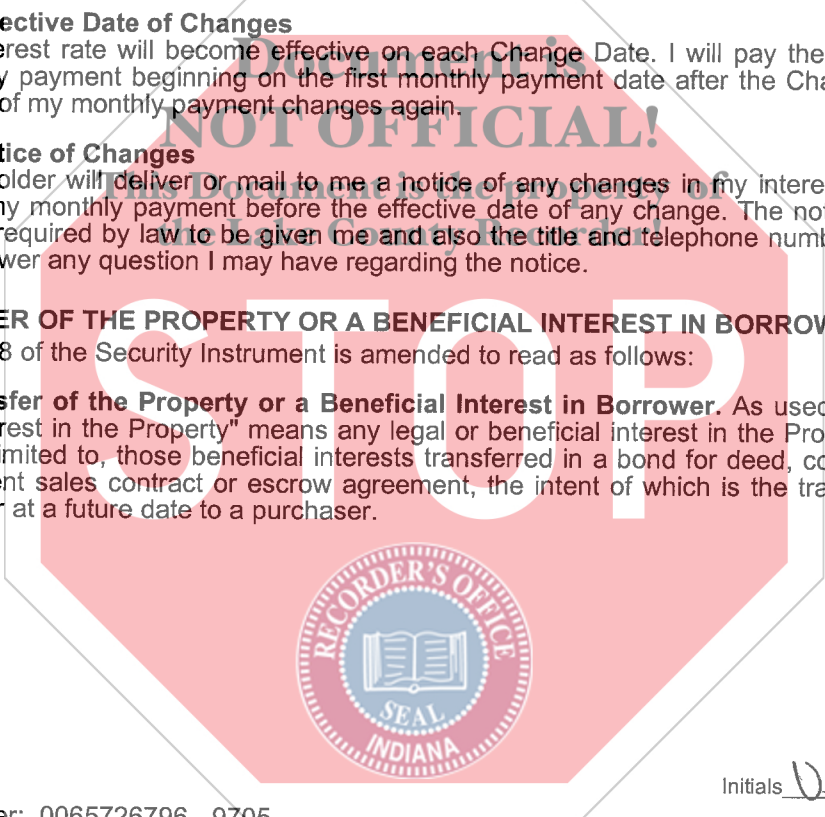 ective Date of Changes
erest rate will become effective on each Change Date. I will pay the
y payment beginning on the first monthly payment date after the Cha
of my monthly payment changes again.
tice of Changes
older will deliver or mail to me a notice of any changes in my intere
ny monthly payment before the effective date of any change. The not
required by law to be given me and also the title and telephone numb
wer any question I may have regarding the notice.
ER OF THE PROPERTY OR A BENEFICIAL INTEREST IN BORROW
8 of the Security Instrument is amended to read as follows:
sfer of the Property or a Beneficial Interest in Borrower. As used
rest in the Property" means any legal or beneficial interest in the Pro
imited to, those beneficial interests transferred in a bond for deed, co
ent sales contract or escrow agreement, the intent of which is the tra
r at a future date to a purchaser.
Document is
NOT OFFICIAL!
This Document is the property of
the Lake County Recorder!
STOP
RECORDER'S OFFICE
SEAL
INDIANA
Initials
er: 0065726796 - 9705